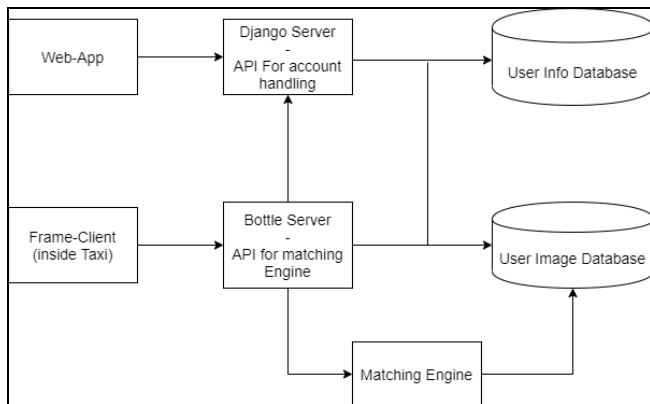 Web-App
Django Server
-
API For account
handling
User Info Database
Frame-Client
(inside Taxi)
Bottle Server
-
API for matching
Engine
User Image Database
Matching Engine